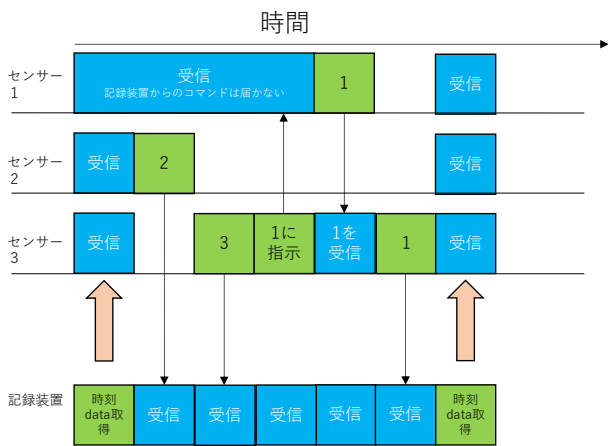 時間
センサー
1
受信
記録装置からのコマンドは届かない
1
受信
センサー
2
受信
2
受信
センサー
3
受信
3
1に
指示
1を
受信
1
受信
記録装置
時刻
data取
得
受信
受信
受信
受信
受信
時刻
data取
得